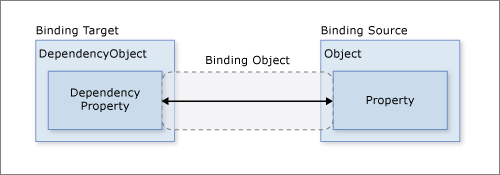 Binding Target
Binding Source
DependencyObject
Binding Object
Object
Dependency
Property
Property